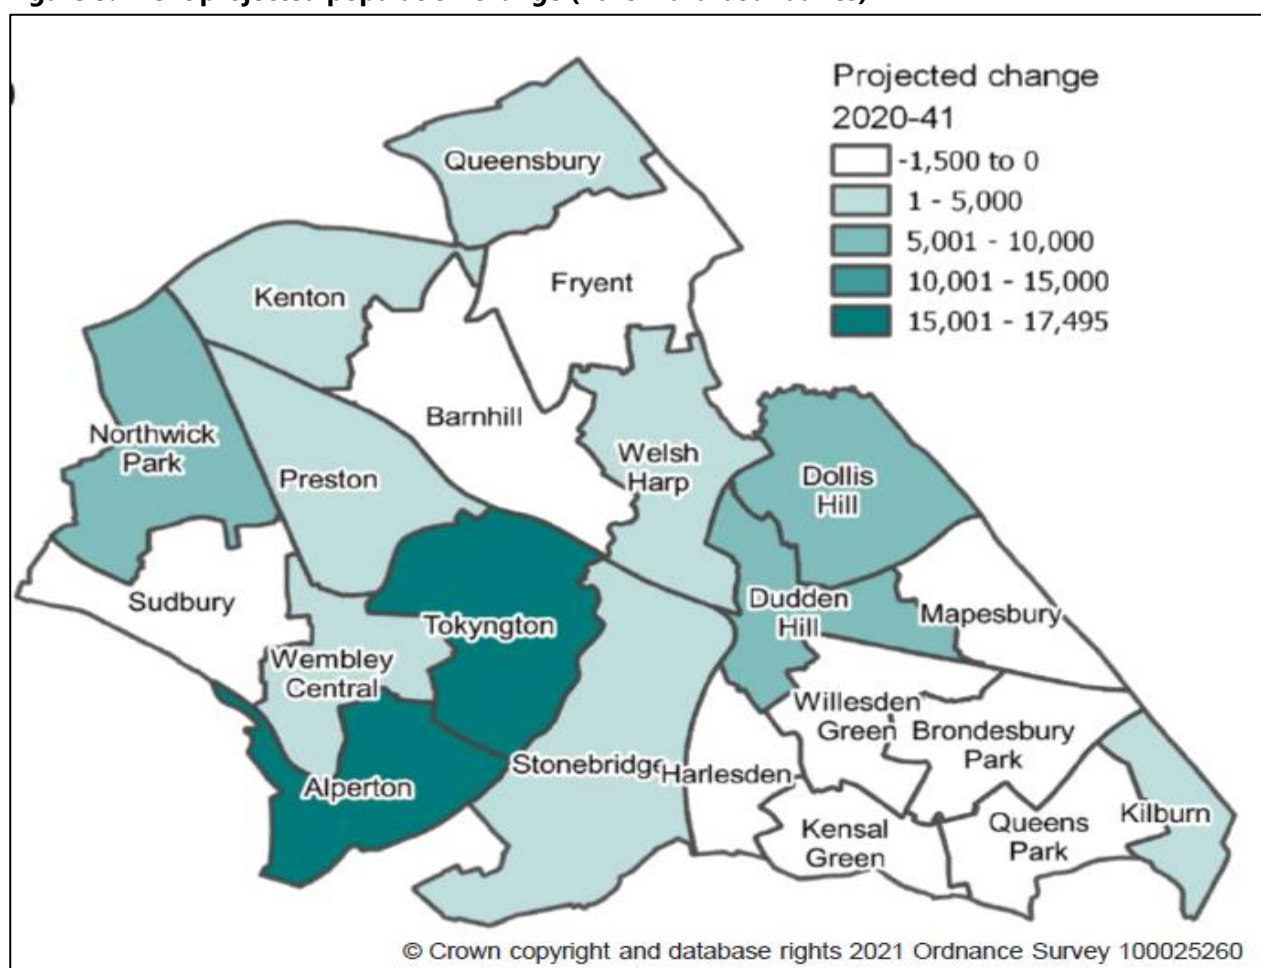 Projected change
2020-41
-1,500 to 0
1 - 5,000
5,001 - 10,000
10,001 - 15,000
15,001 - 17,495
Queensbury
Kenton
Fryent
Barnhill
Northwick
Park
Preston
Welsh
Harp
Dollis
Hill
Sudbury
Tokyngton
Dudden
Hill
Mapesbury
Wembley
Central
Willesden
Green
Brondesbury
Park
Stonebridge
Harlesden
Alperton
Kensal
Green
Queens
Park
Kilburn
© Crown copyright and database rights 2021 Ordnance Survey 100025260